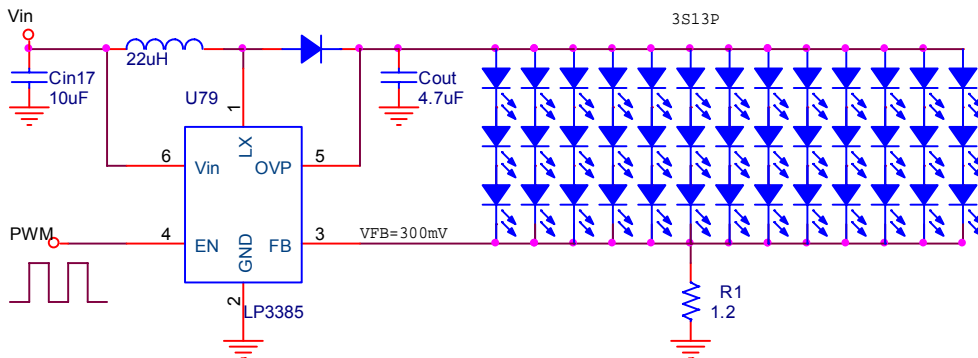 Vin
3S13P
22uH
Cin17
10uF
Cout
4.7uF
U79
1
LX
6
Vin
OVP
5
PWM
4
EN
GND
FB
3
VFB=300mV
2
LP3385
R1
1.2